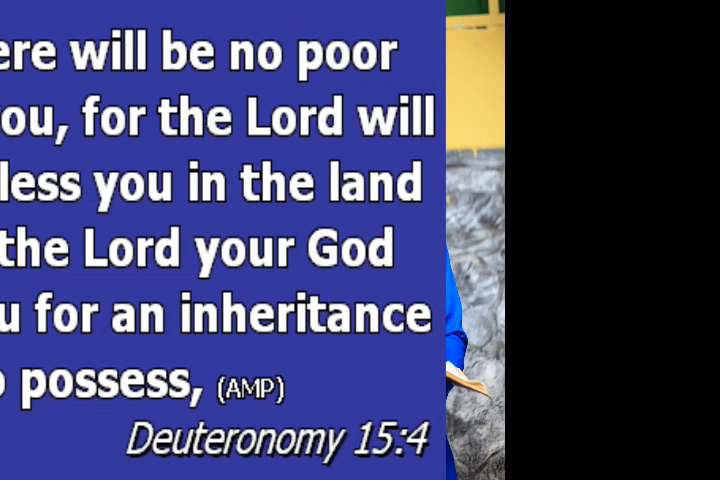 ere will be no poor
ou, for the Lord will
less you in the land
the Lord your God
u for an inheritance
o possess, (AMP)
Deuteronomy 15:4